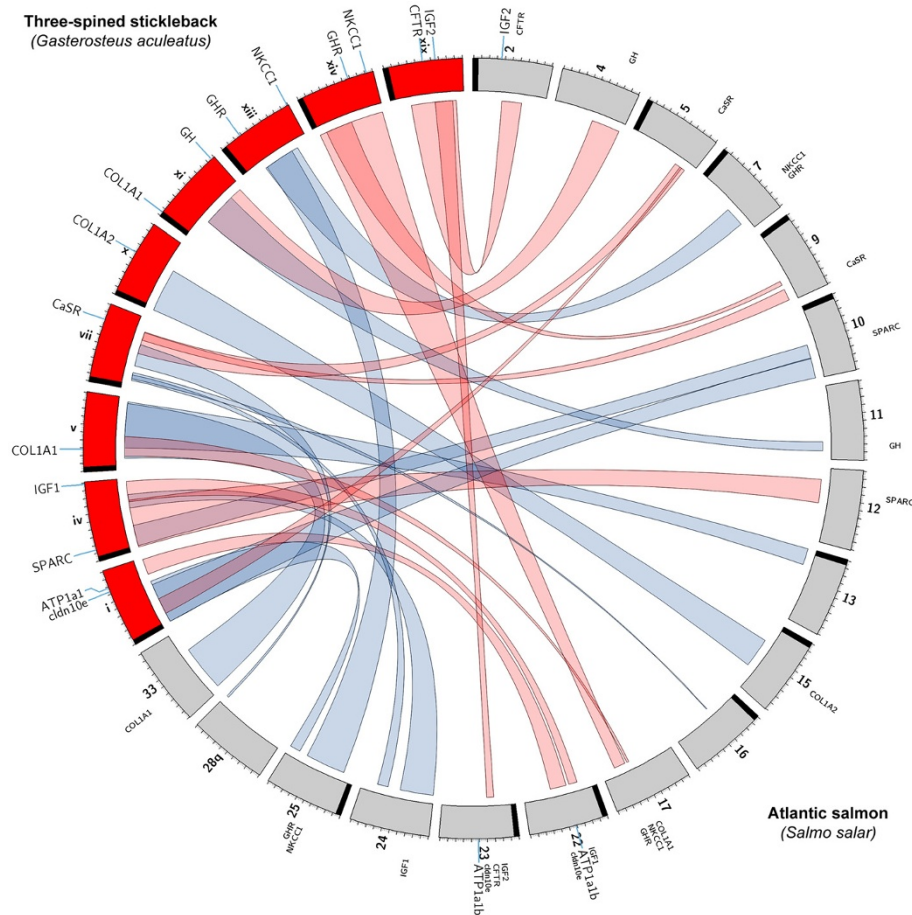 Three-spined stickleback
(Gasterosteus aculeatus)
NKCC1
GHR
xiv
IGF2
CFTR
xix
IGF2
CFTR
2
GH
4
CaSR
5
NKCC1
GHR
7
CaSR
9
SPARC
10
11
GH
SPARC
12
13
COL1A2
15
16
COL1A1
NKCC1
GHR
17
IGF1
ATP1a1b
cldn10e
22
IGF2
CFTR
cldn10e
ATP1a1b
23
IGF1
24
GHR
NKCC1
25
28q
COL1A1
33
ATP1a1
cldn10e
i
SPARC
IGF1
iv
COL1A1
v
CaSR
vii
COL1A2
x
COL1A1
GH
xi
GHR
NKCC1
xiii
Atlantic salmon
(Salmo salar)